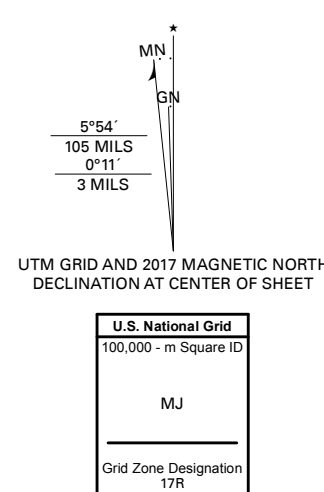 ★
MN
GN
5°54´
105 MILS
0°11´
3 MILS
UTM GRID AND 2017 MAGNETIC NORTH
DECLINATION AT CENTER OF SHEET
U.S. National Grid
100,000 - m Square ID
MJ
Grid Zone Designation
17R